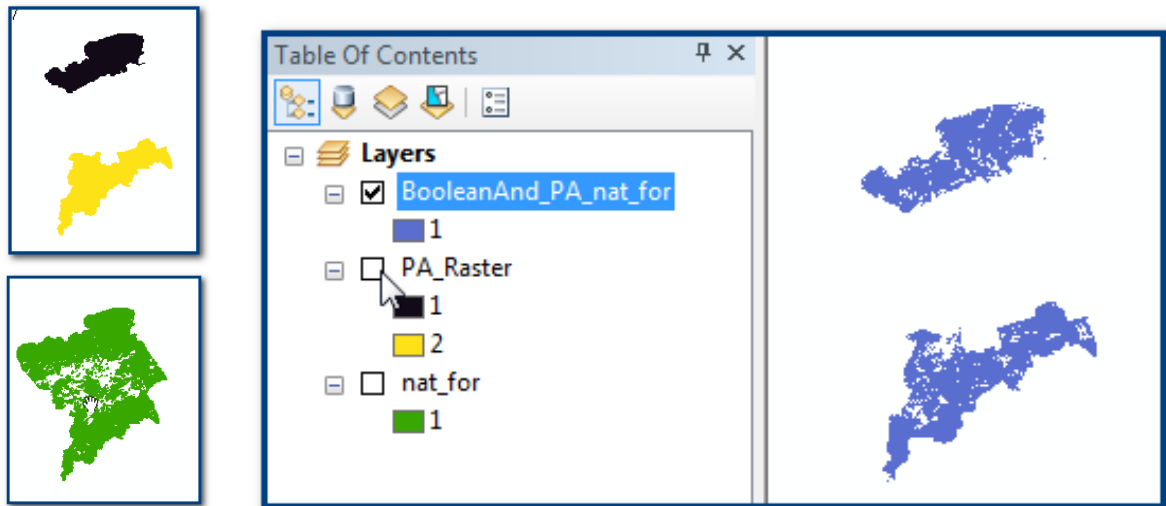 Table Of Contents
Layers
BooleanAnd_PA_nat_for
1
PA_Raster
1
2
nat_for
1